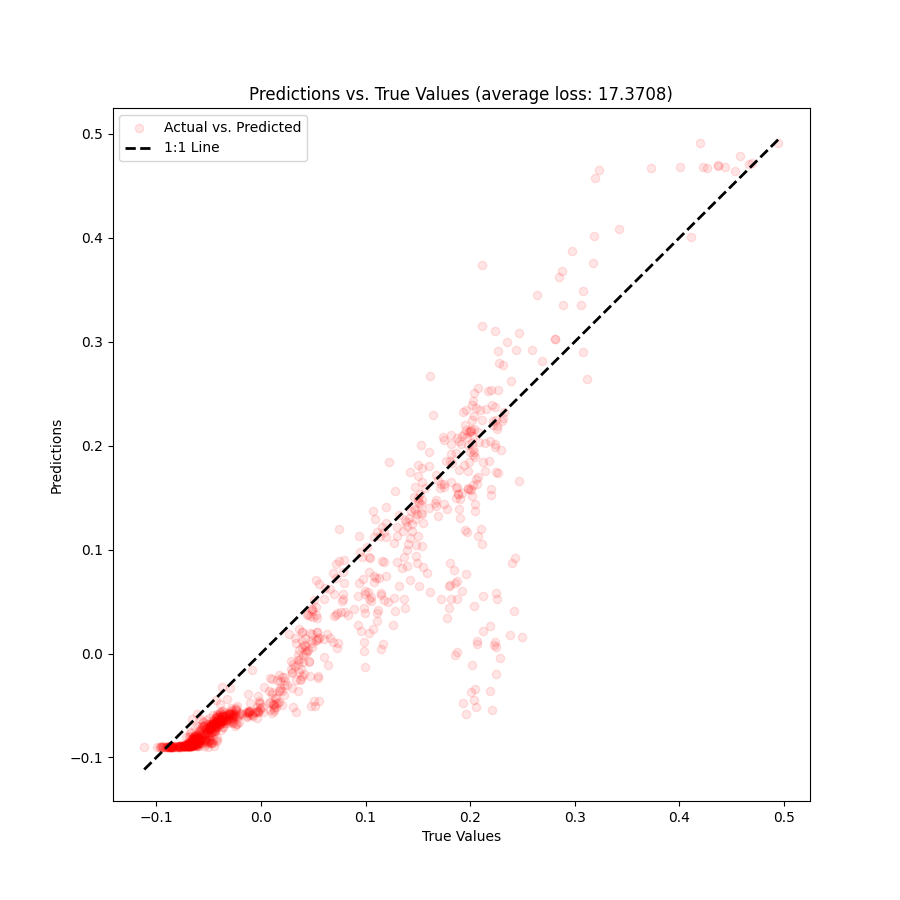 Predictions vs. True Values (average loss: 17.3708)
Actual vs. Predicted
1:1 Line
0.5
0.4
0.3
0.2
0.1
0.0
−0.1
Predictions
−0.1 0.0 0.1 0.2 0.3 0.4 0.5
True Values